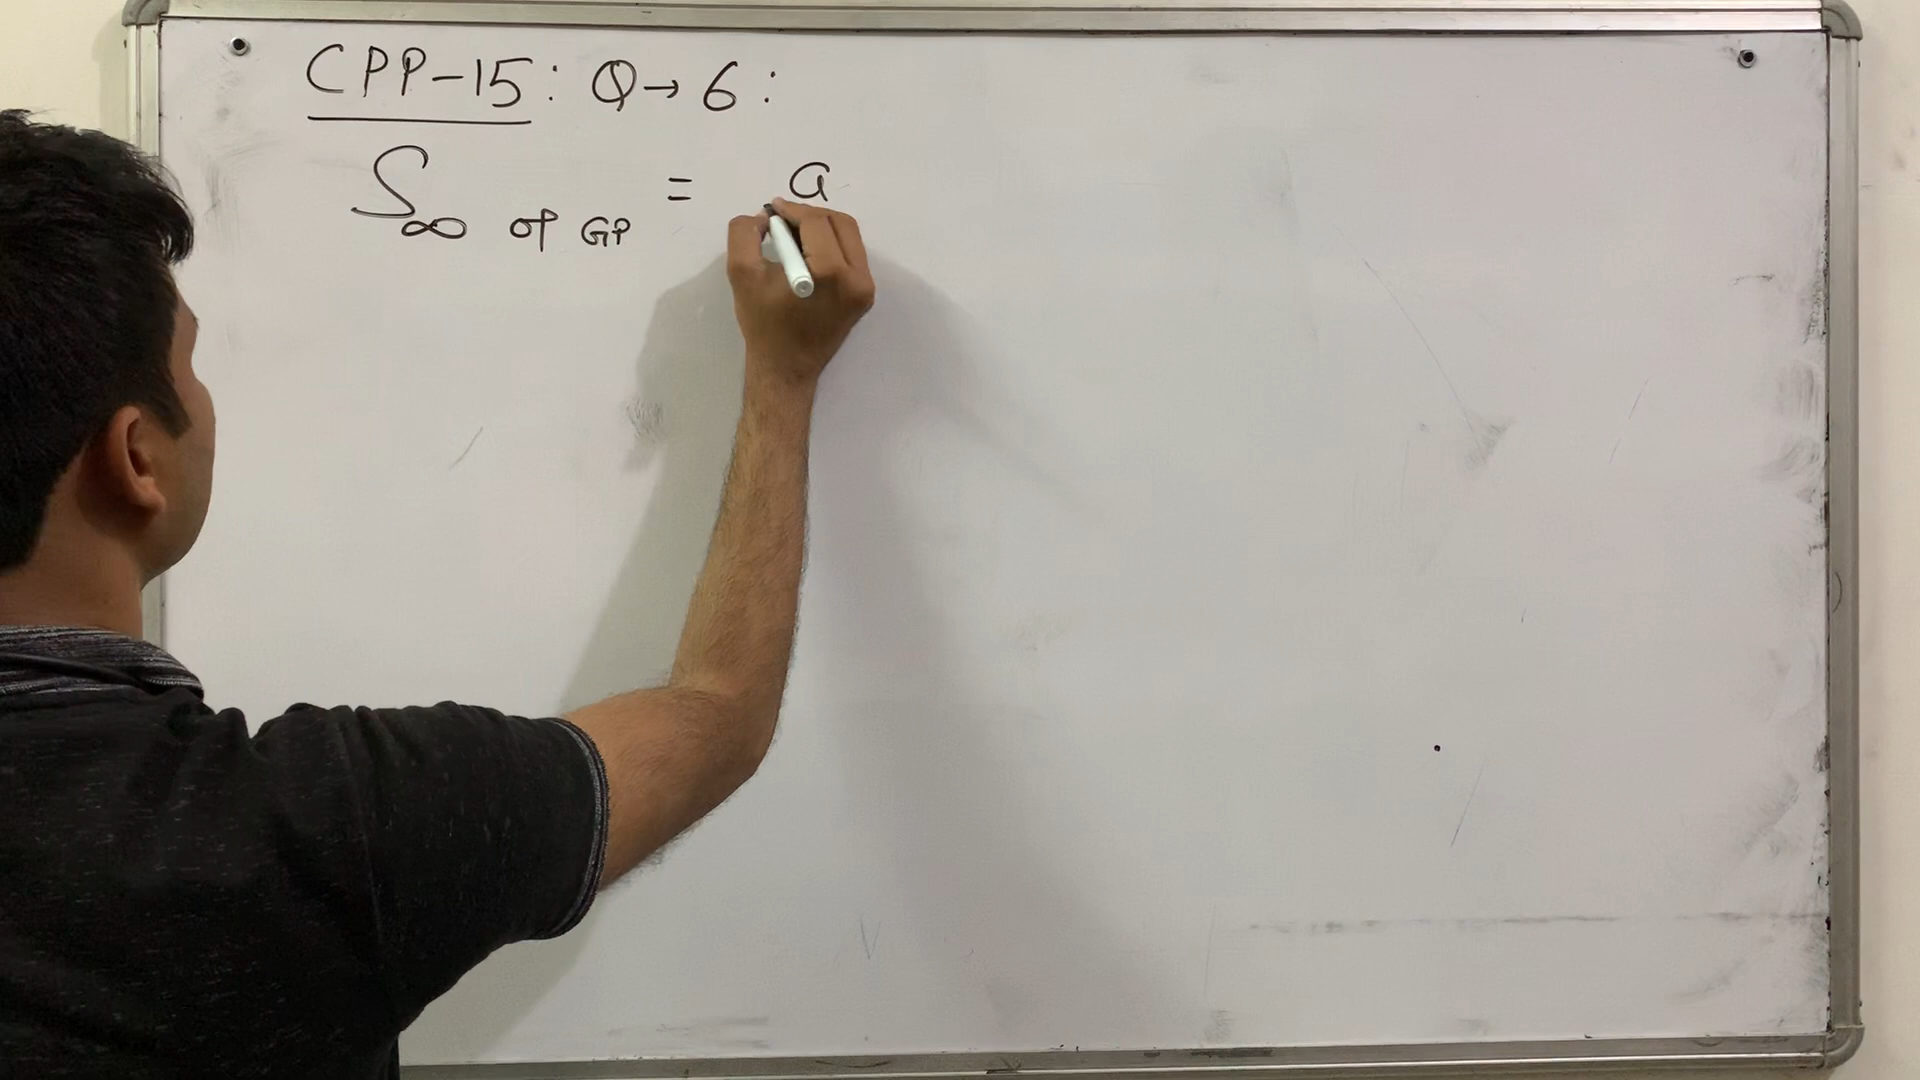 CPP-15: Q→6:
S∞ of GP = a